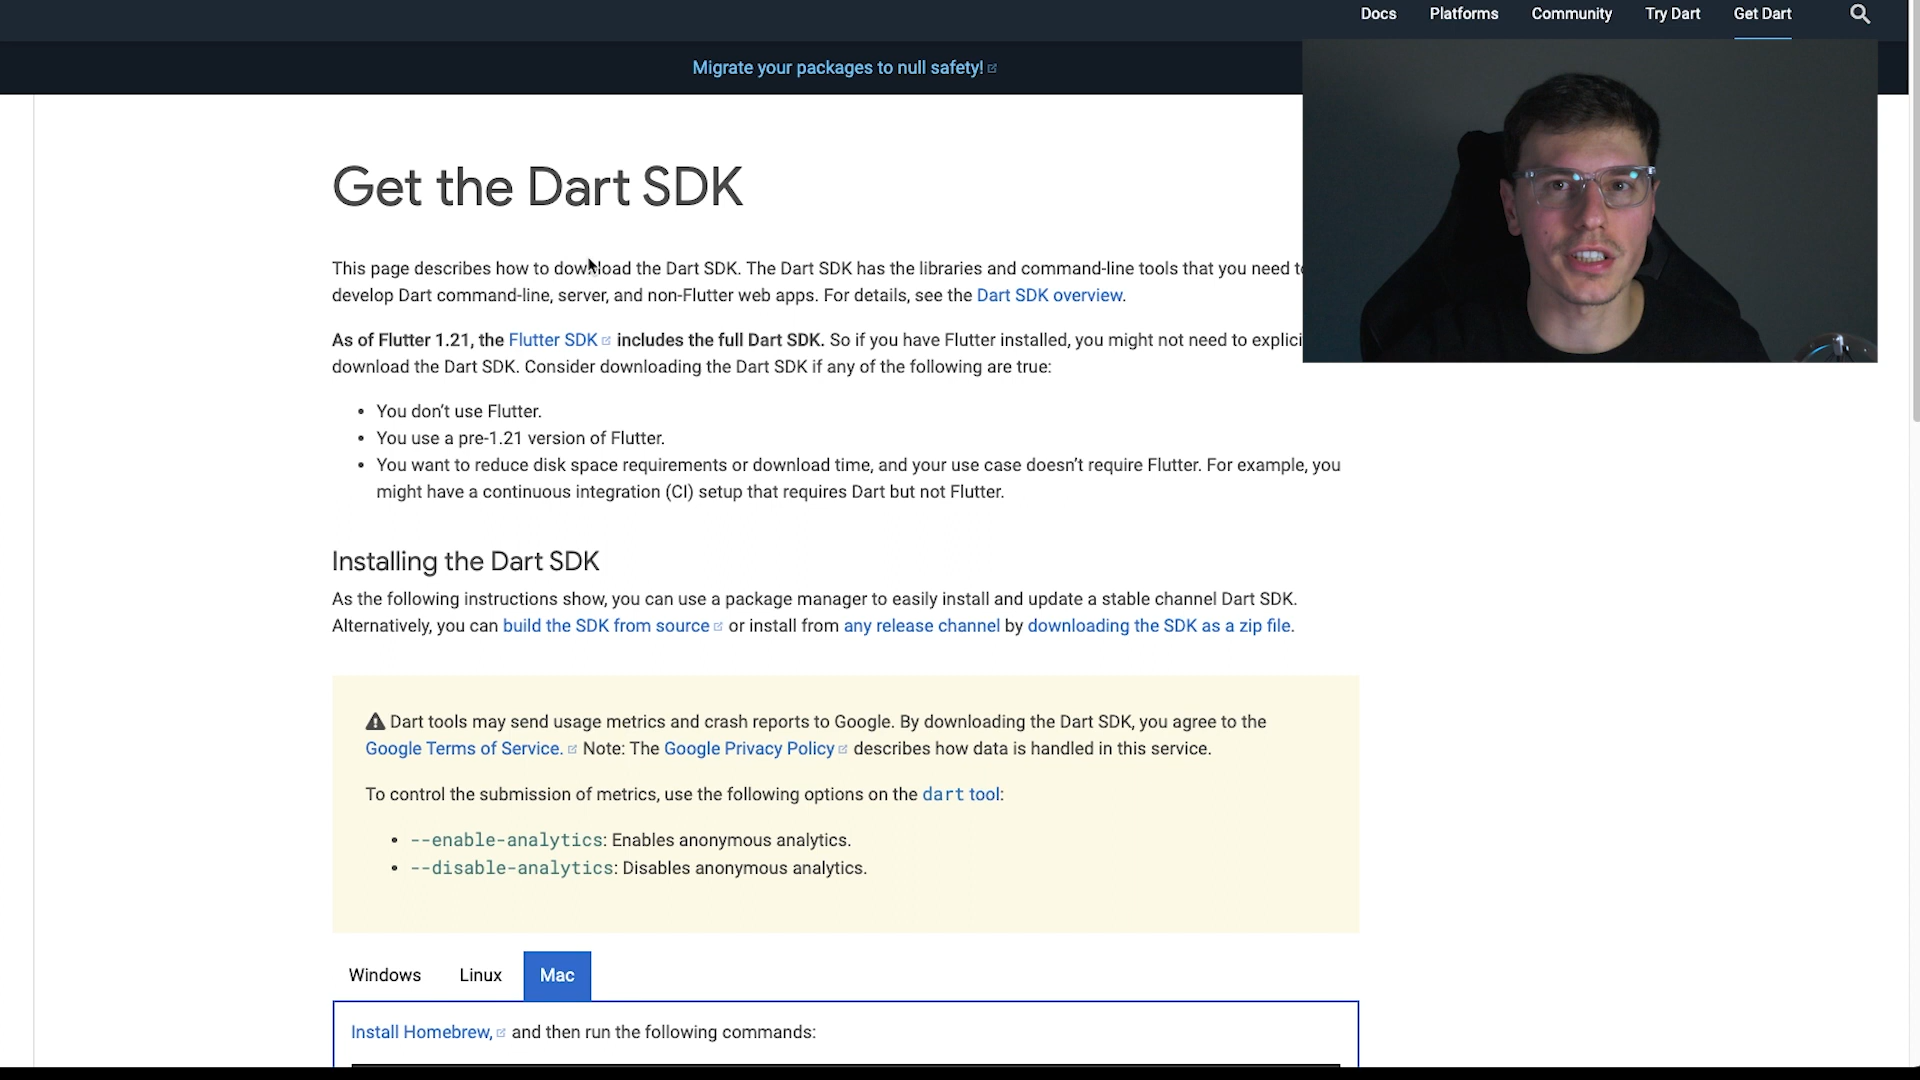 Docs Platforms Community Try Dart Get Dart
Migrate your packages to null safety!
Get the Dart SDK
This page describes how to download the Dart SDK. The Dart SDK has the libraries and command-line tools that you need
develop Dart command-line, server, and non-Flutter web apps. For details, see the Dart SDK overview.
As of Flutter 1.21, the Flutter SDK includes the full Dart SDK. So if you have Flutter installed, you might not need to
download the Dart SDK. Consider downloading the Dart SDK if any of the following are true:
• You don't use Flutter.
• You use a pre-1.21 version of Flutter.
• You want to reduce disk space requirements or download time, and your use case doesn't require Flutter. For example, you
might have a continuous integration (CI) setup that requires Dart but not Flutter.
Installing the Dart SDK
As the following instructions show, you can use a package manager to easily install and update a stable channel Dart SDK.
Alternatively, you can build the SDK from source or install from any release channel by downloading the SDK as a zip file.
Dart tools may send usage metrics and crash reports to Google. By downloading the Dart SDK, you agree to the
Google Terms of Service. Note: The Google Privacy Policy describes how data is handled in this service.
To control the submission of metrics, use the following options on the dart tool:
• --enable-analytics: Enables anonymous analytics.
• --disable-analytics: Disables anonymous analytics.
Windows Linux Mac
Install Homebrew, and then run the following commands: